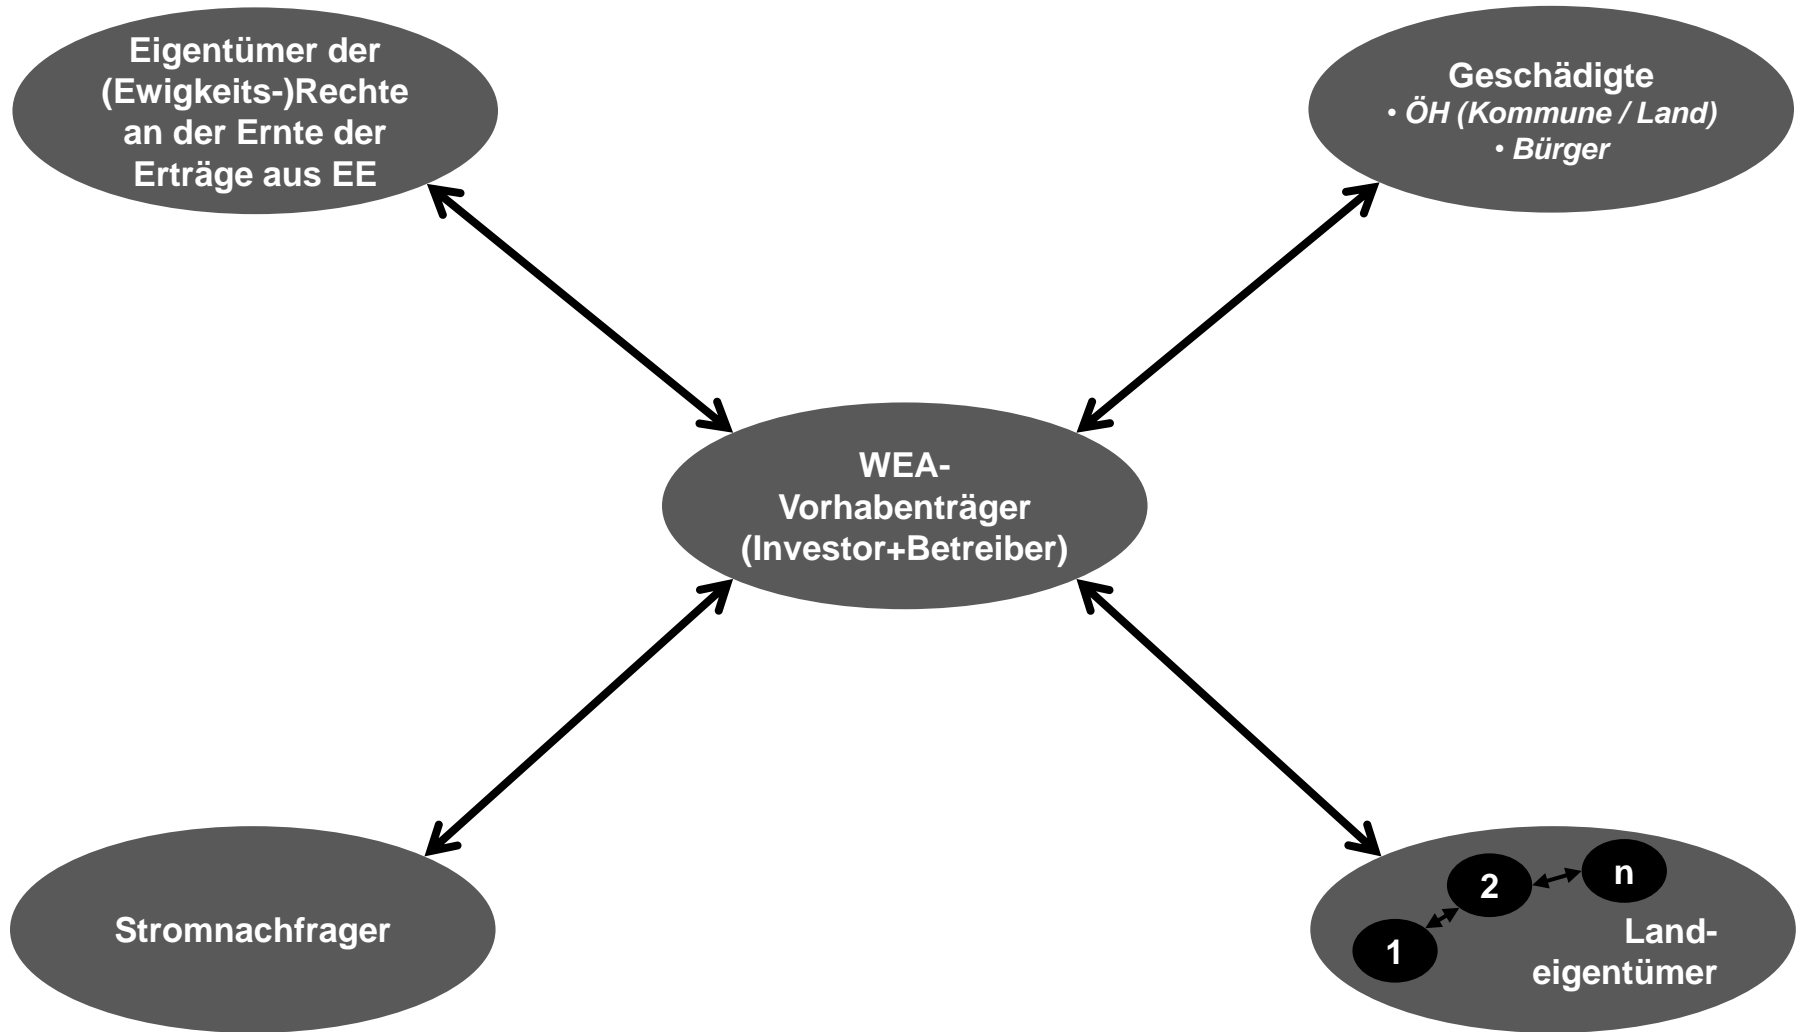 Eigentümer der
(Ewigkeits-)Rechte
an der Ernte der
Erträge aus EE
Geschädigte
• ÖH (Kommune / Land)
• Bürger
WEA-
Vorhabenträger
(Investor+Betreiber)
Stromnachfrager
1
2
n
Land-
eigentümer